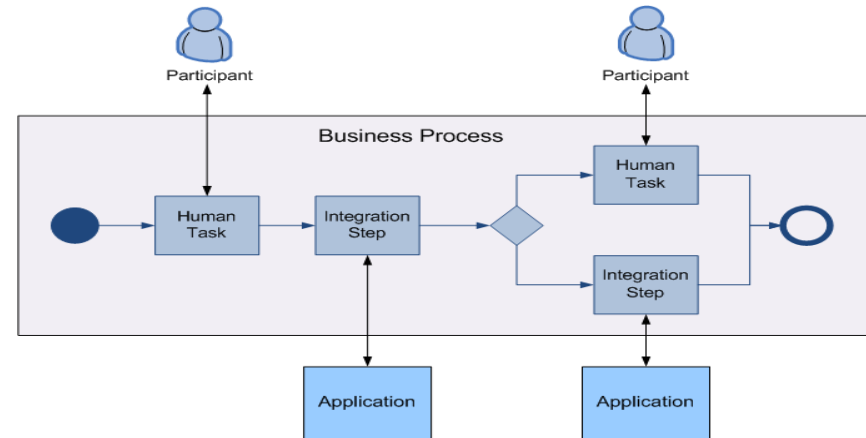 Participant
Participant
Business Process
Human
Task
Integration
Step
Human
Task
Integration
Step
Application
Application